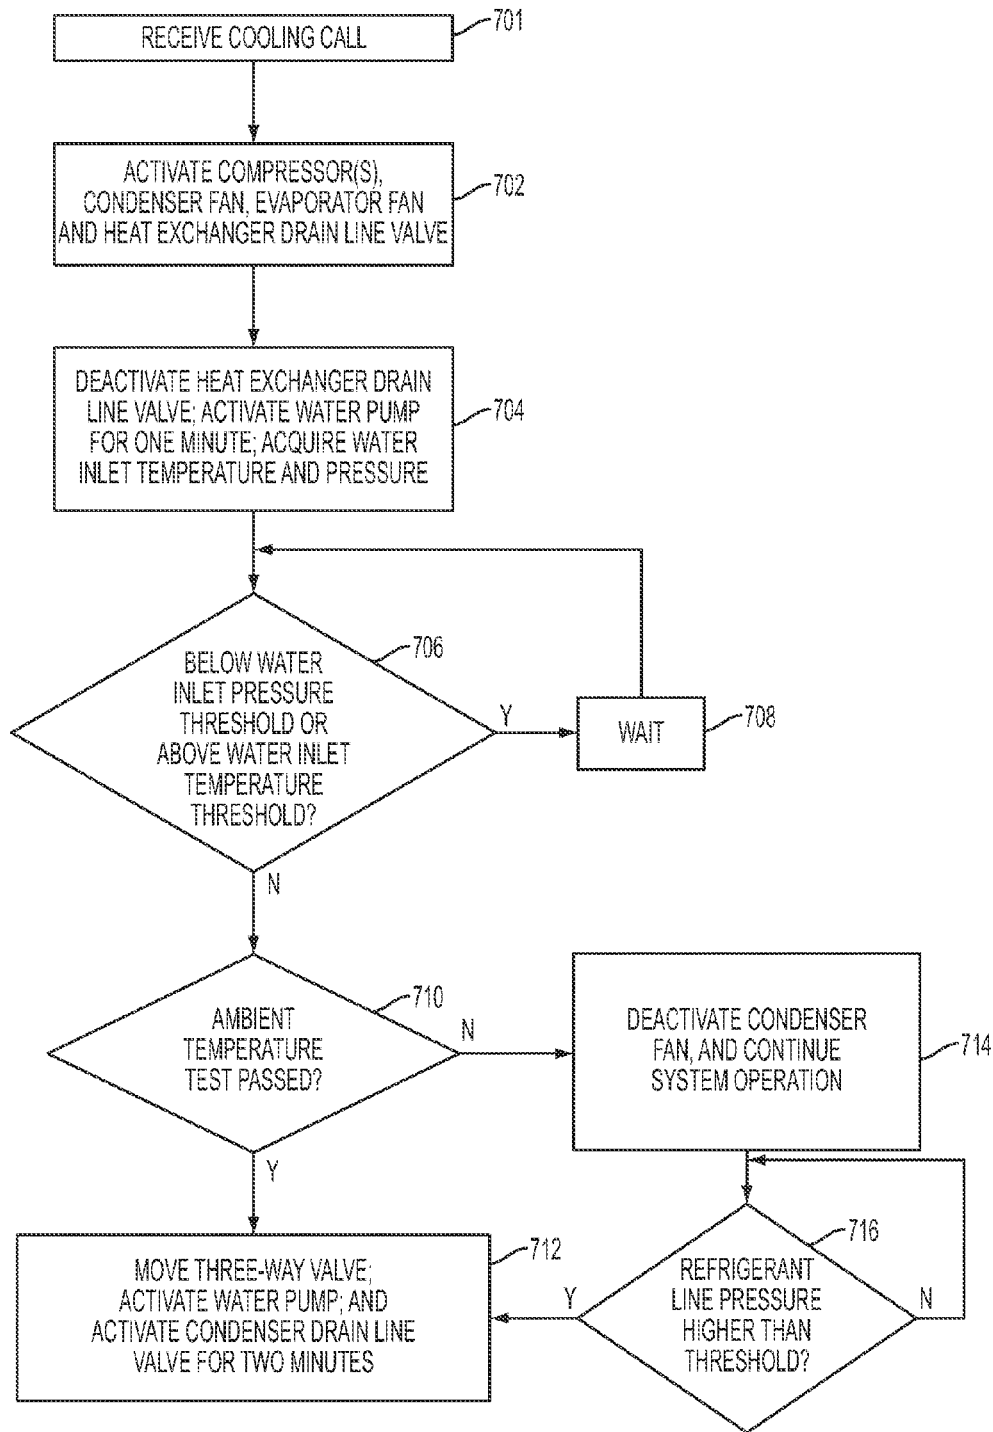 RECEIVE COOLING CALL
701
ACTIVATE COMPRESSOR(S),
CONDENSER FAN, EVAPORATOR FAN
AND HEAT EXCHANGER DRAIN LINE VALVE
702
DEACTIVATE HEAT EXCHANGER DRAIN
LINE VALVE; ACTIVATE WATER PUMP
FOR ONE MINUTE; ACQUIRE WATER
INLET TEMPERATURE AND PRESSURE
704
BELOW WATER
INLET PRESSURE
THRESHOLD OR
ABOVE WATER INLET
TEMPERATURE
THRESHOLD?
706
Y
WAIT
708
N
AMBIENT
TEMPERATURE
TEST PASSED?
710
N
DEACTIVATE CONDENSER
FAN, AND CONTINUE
SYSTEM OPERATION
714
Y
MOVE THREE-WAY VALVE;
ACTIVATE WATER PUMP; AND
ACTIVATE CONDENSER DRAIN LINE
VALVE FOR TWO MINUTES
712
Y
REFRIGERANT
LINE PRESSURE
HIGHER THAN
THRESHOLD?
716
N